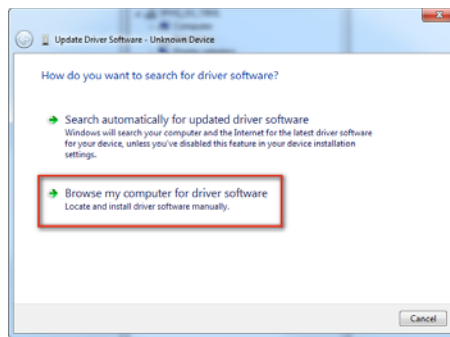 Update Driver Software - Unknown Device
How do you want to search for driver software?
Search automatically for updated driver software
Windows will search your computer and the Internet for the latest driver software
for your device, unless you've disabled this feature in your device installation
settings.
Browse my computer for driver software
Locate and install driver software manually.
Cancel